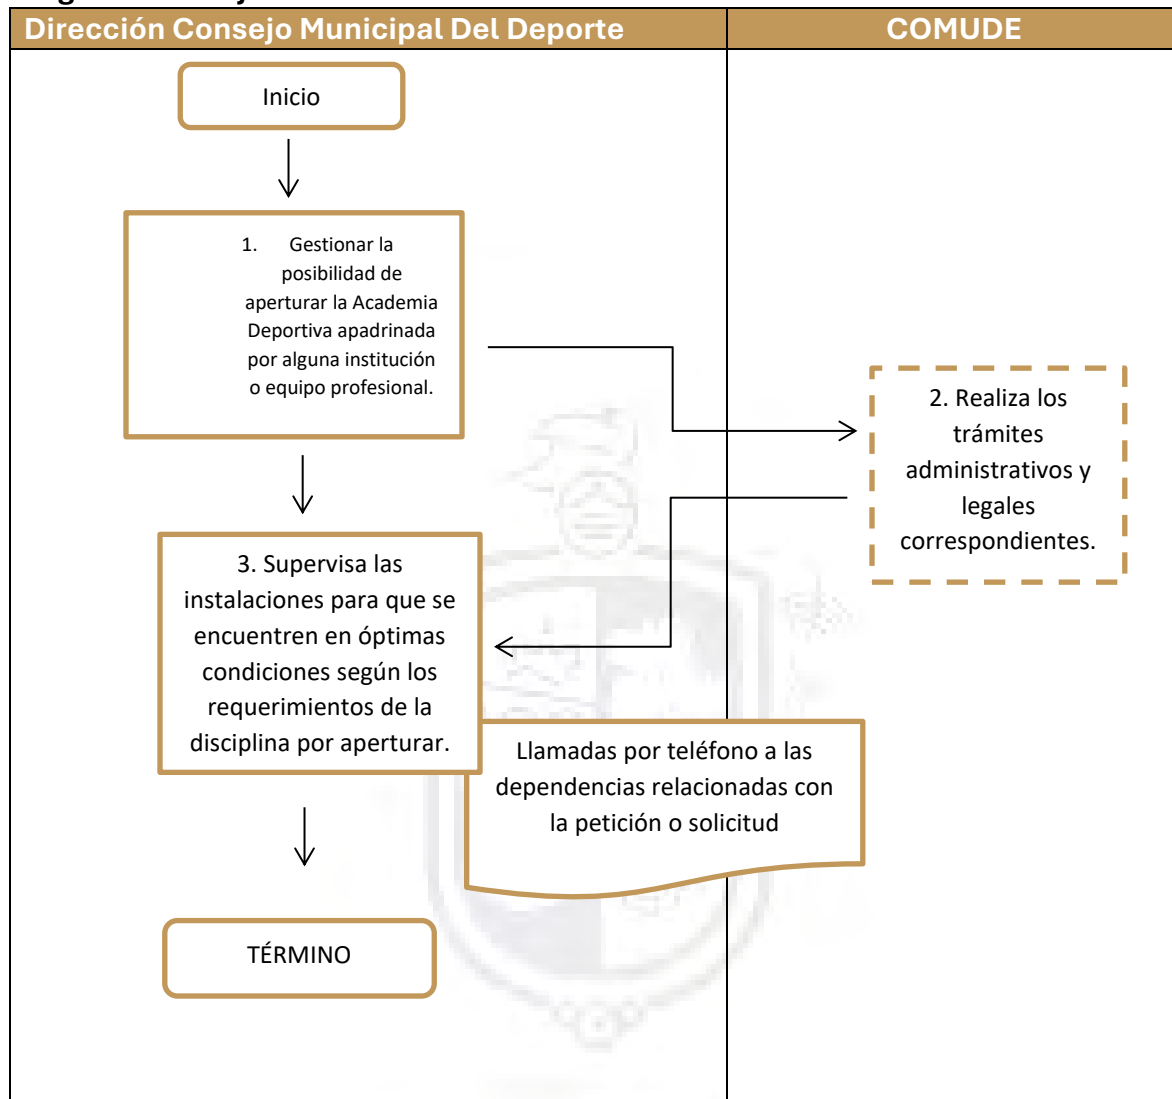 Dirección Consejo Municipal Del Deporte
COMUDE
Inicio
1. Gestionar la
posibilidad de
aperturar la Academia
Deportiva apadrinada
por alguna institución
o equipo profesional.
2. Realiza los
trámites
administrativos y
legales
correspondientes.
3. Supervisa las
instalaciones para que se
encuentren en óptimas
condiciones según los
requerimientos de la
disciplina por aperturar.
Llamadas por teléfono a las
dependencias relacionadas con
la petición o solicitud
TÉRMINO